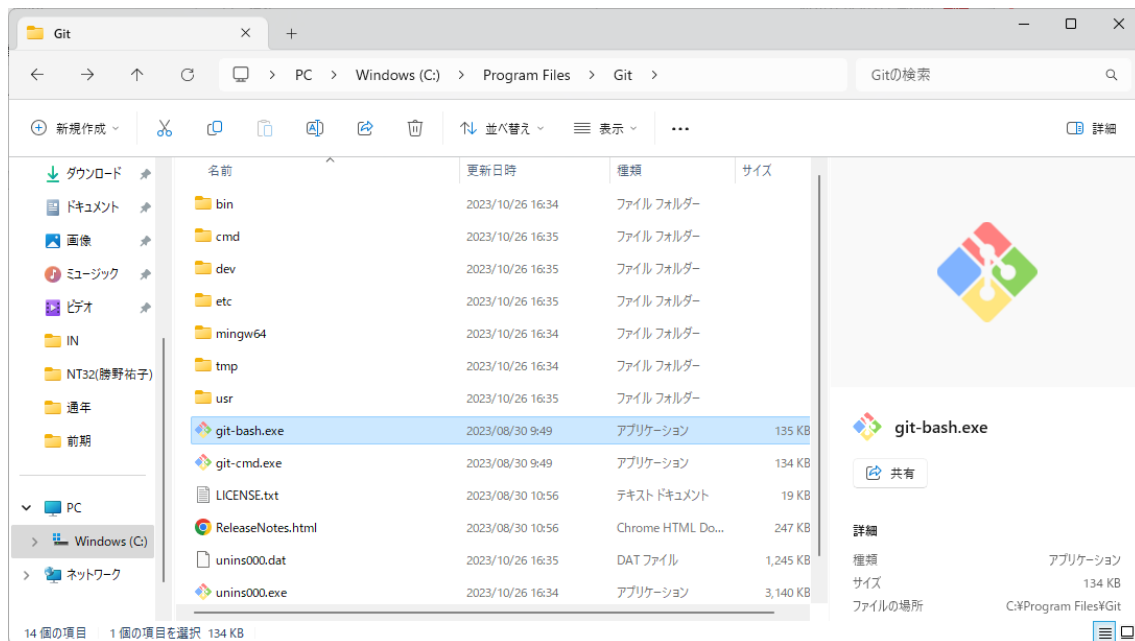 Git
PC > Windows (C:) > Program Files > Git >
Gitの検索
新規作成
並べ替え
表示
詳細
ダウンロード
ドキュメント
画像
ミュージック
ビデオ
IN
NT32(勝野祐子)
通年
前期
PC
Windows (C:)
ネットワーク
名前 更新日時 種類 サイズ
bin 2023/10/26 16:34 ファイル フォルダー
cmd 2023/10/26 16:35 ファイル フォルダー
dev 2023/10/26 16:35 ファイル フォルダー
etc 2023/10/26 16:35 ファイル フォルダー
mingw64 2023/10/26 16:34 ファイル フォルダー
tmp 2023/10/26 16:34 ファイル フォルダー
usr 2023/10/26 16:35 ファイル フォルダー
git-bash.exe 2023/08/30 9:49 アプリケーション 135 KB
git-cmd.exe 2023/08/30 9:49 アプリケーション 134 KB
LICENSE.txt 2023/08/30 10:56 テキスト ドキュメント 19 KB
ReleaseNotes.html 2023/08/30 10:56 Chrome HTML Do... 247 KB
unins000.dat 2023/10/26 16:35 DAT ファイル 1,245 KB
unins000.exe 2023/10/26 16:34 アプリケーション 3,140 KB
git-bash.exe
共有
詳細
種類 アプリケーション
サイズ 134 KB
ファイルの場所 C:¥Program Files¥Git
14 個の項目 1 個の項目を選択 134 KB